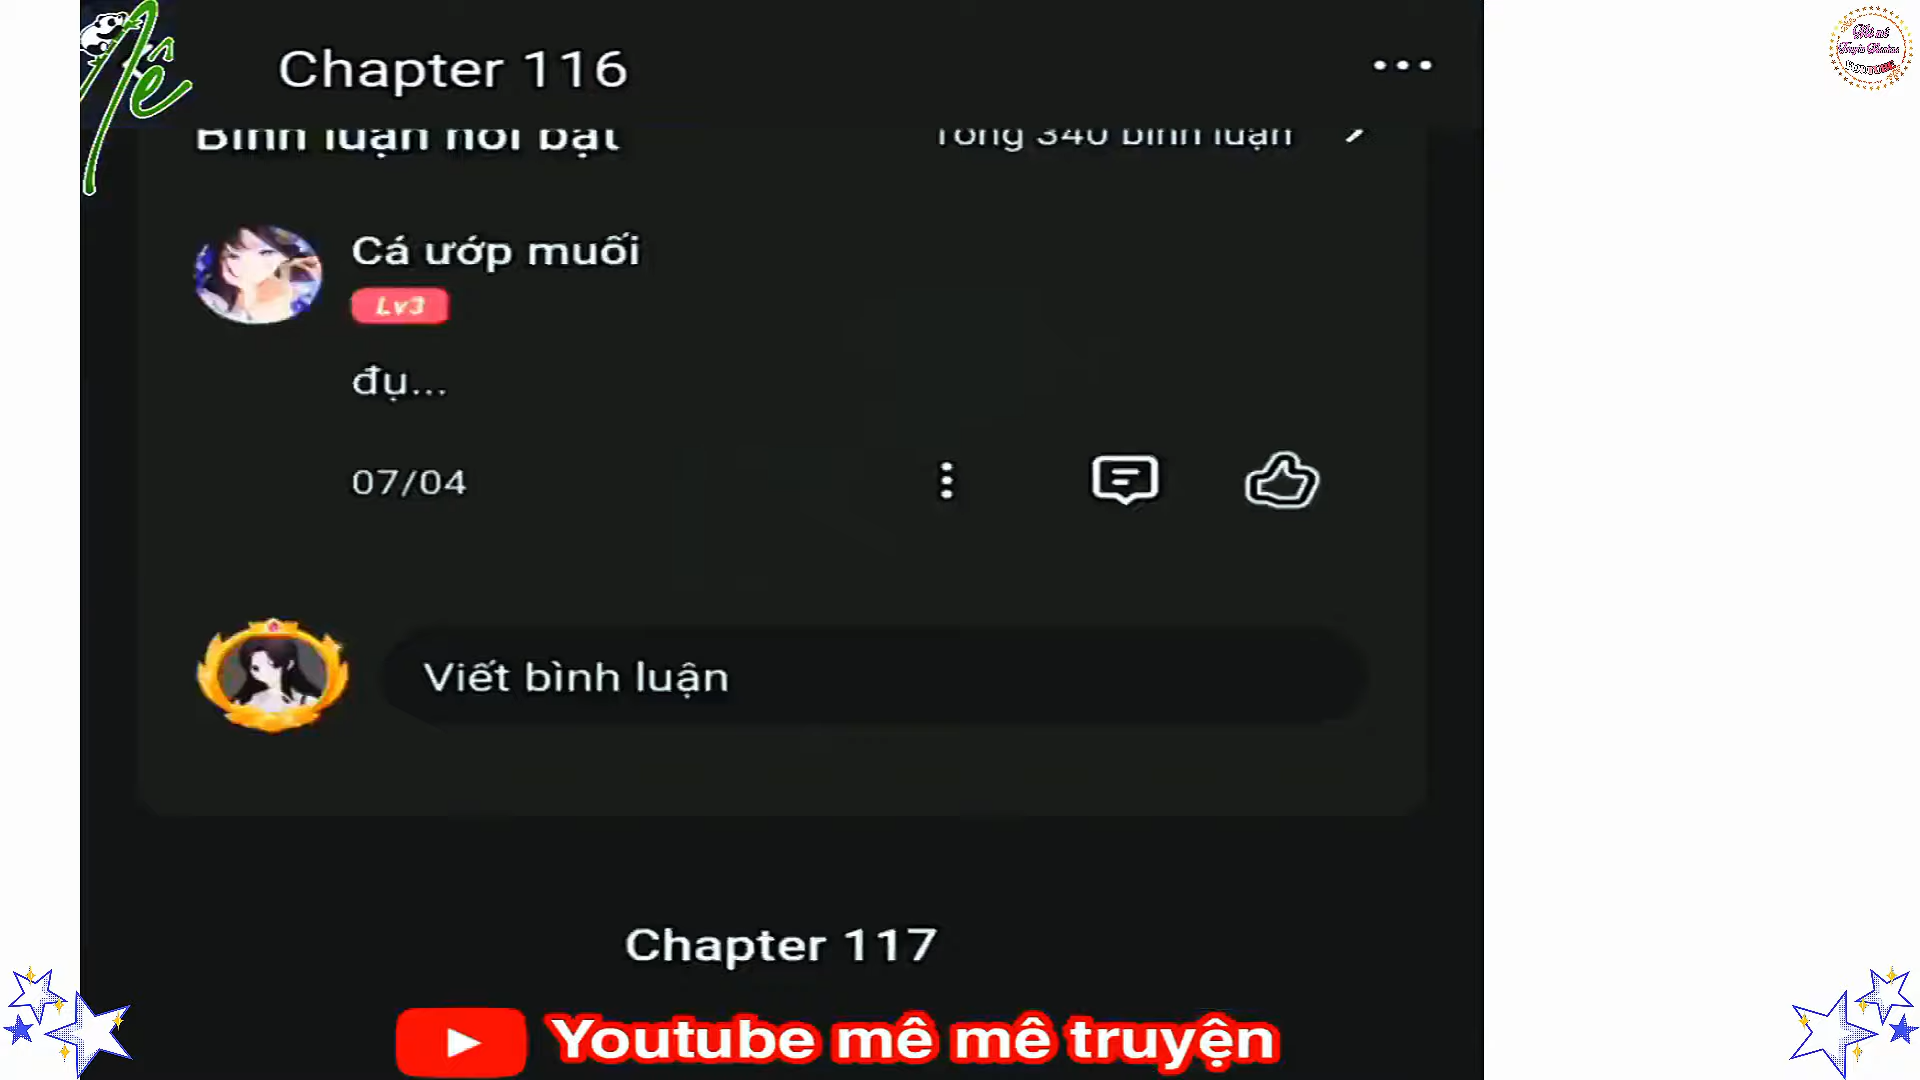 Mê
Chapter 116
Bình luận nổi bật
Tổng 340 bình luận
Cá ướp muối
Lv3
đụ...
07/04
Viết bình luận
Chapter 117
Youtube mê mê truyện